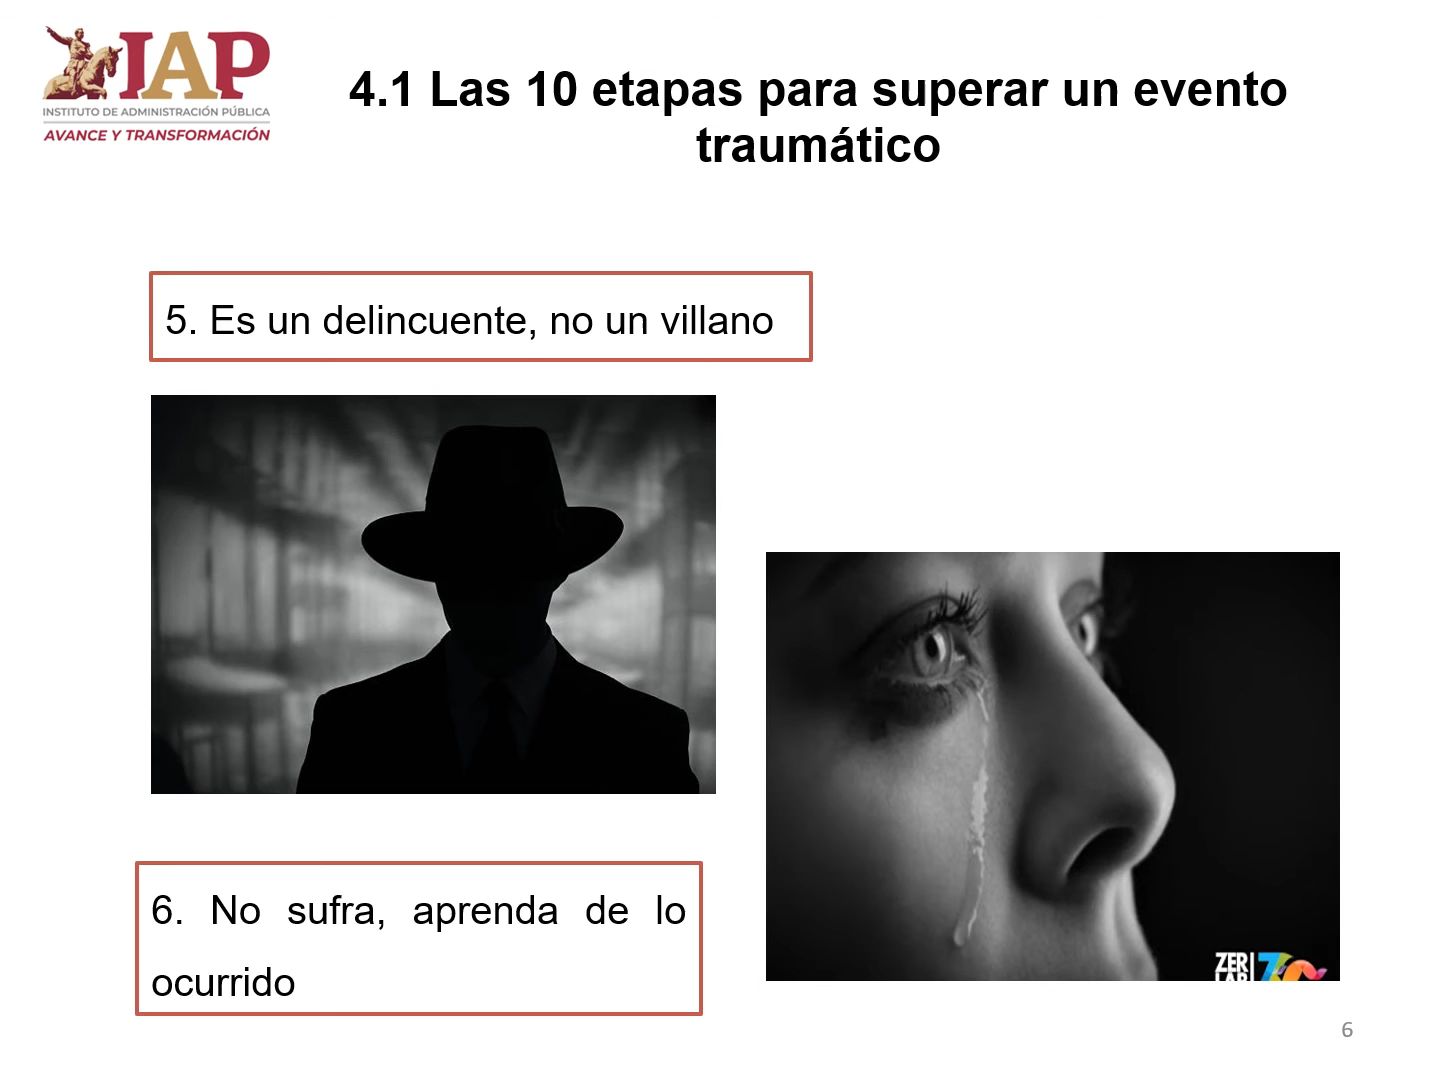 IAP
INSTITUTO DE ADMINISTRACIÓN PÚBLICA
AVANCE Y TRANSFORMACIÓN
4.1 Las 10 etapas para superar un evento
traumático
5. Es un delincuente, no un villano
6. No sufra, aprenda de lo
ocurrido
ZER
6